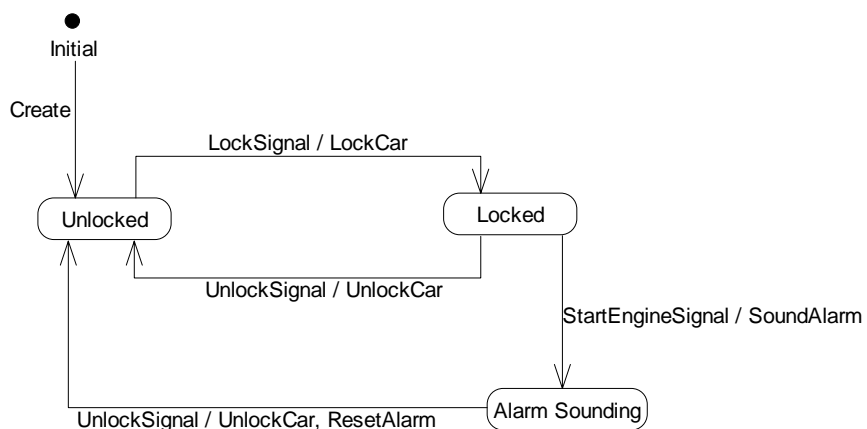 Initial
Create
LockSignal / LockCar
Unlocked
Locked
UnlockSignal / UnlockCar
StartEngineSignal / SoundAlarm
Alarm Sounding
UnlockSignal / UnlockCar, ResetAlarm